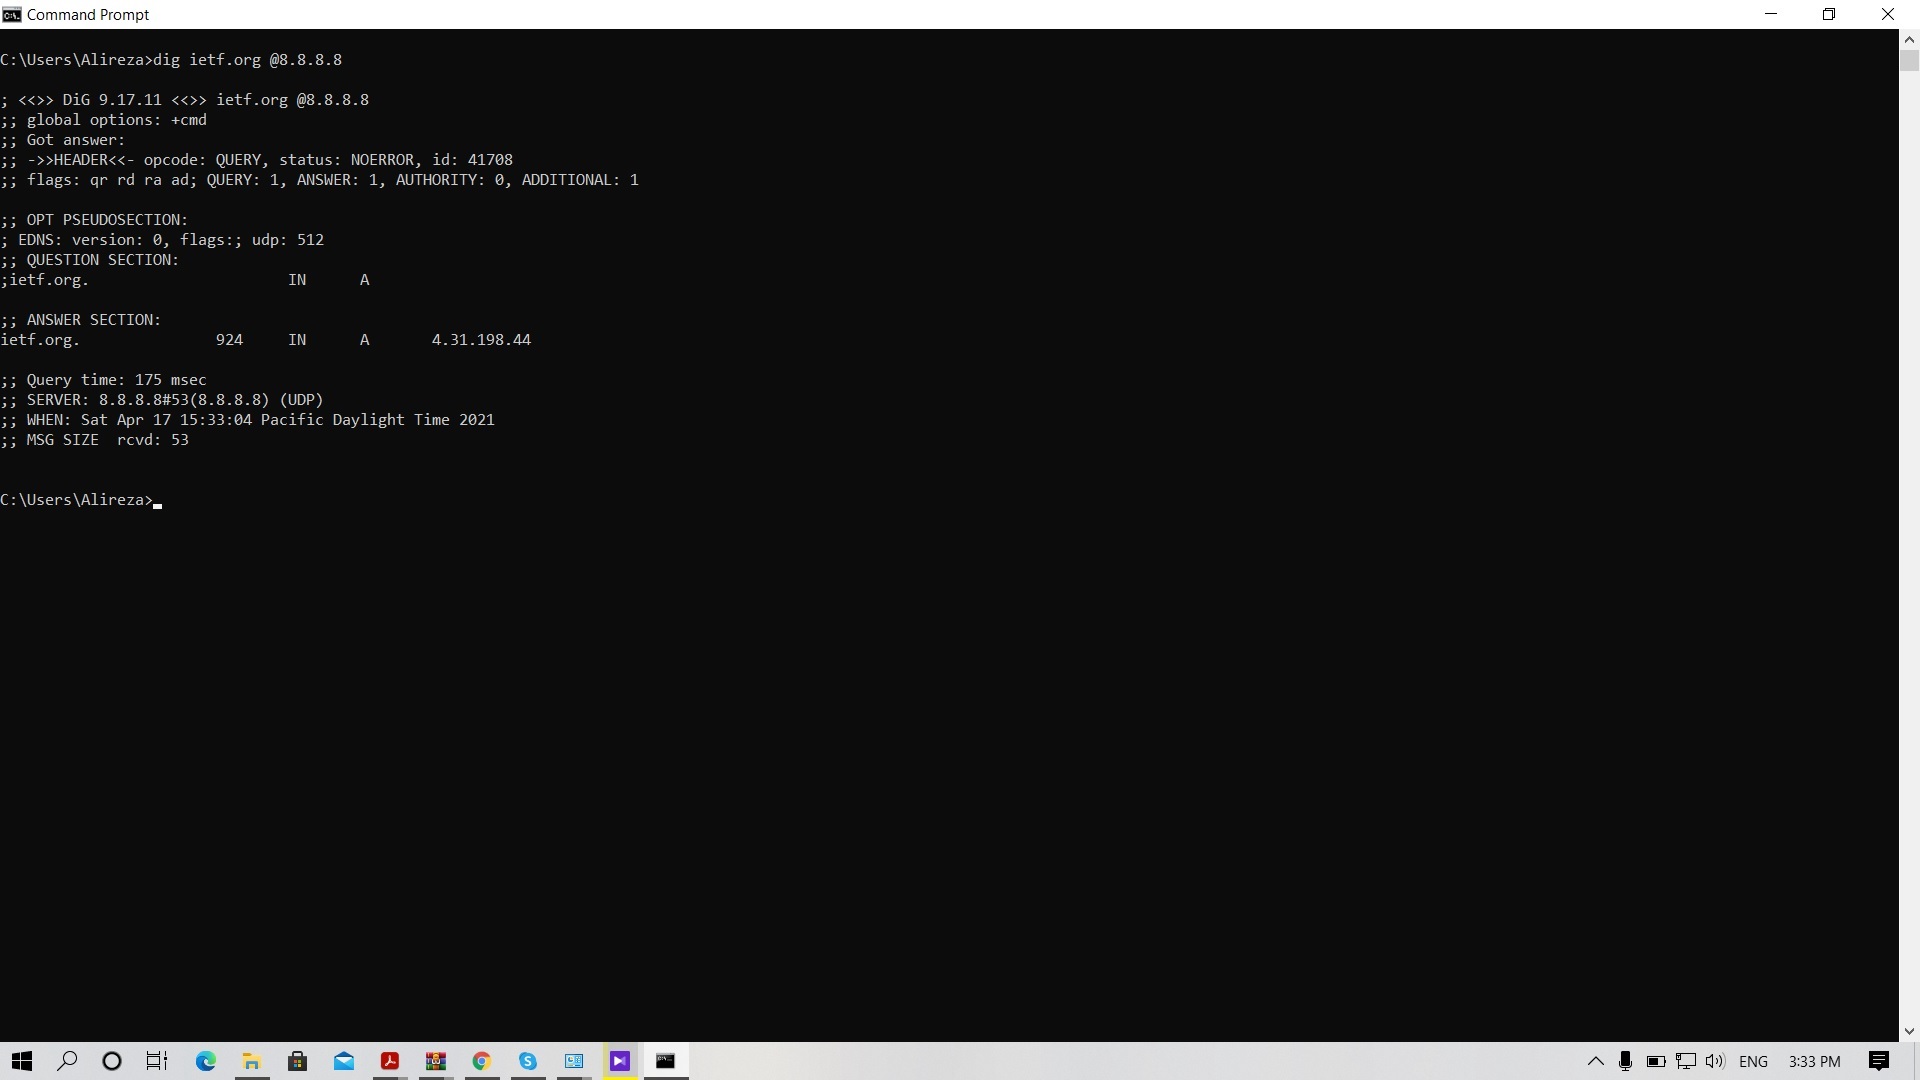 Command Prompt
C:\Users\Alireza>dig ietf.org @8.8.8.8
; <<>> DiG 9.17.11 <<>> ietf.org @8.8.8.8
;; global options: +cmd
;; Got answer:
;; ->>HEADER<<- opcode: QUERY, status: NOERROR, id: 41708
;; flags: qr rd ra ad; QUERY: 1, ANSWER: 1, AUTHORITY: 0, ADDITIONAL: 1
;; OPT PSEUDOSECTION:
; EDNS: version: 0, flags:; udp: 512
;; QUESTION SECTION:
;ietf.org. IN A
;; ANSWER SECTION:
ietf.org. 924 IN A 4.31.198.44
;; Query time: 175 msec
;; SERVER: 8.8.8.8#53(8.8.8.8) (UDP)
;; WHEN: Sat Apr 17 15:33:04 Pacific Daylight Time 2021
;; MSG SIZE  rcvd: 53
C:\Users\Alireza>
ENG 3:33 PM